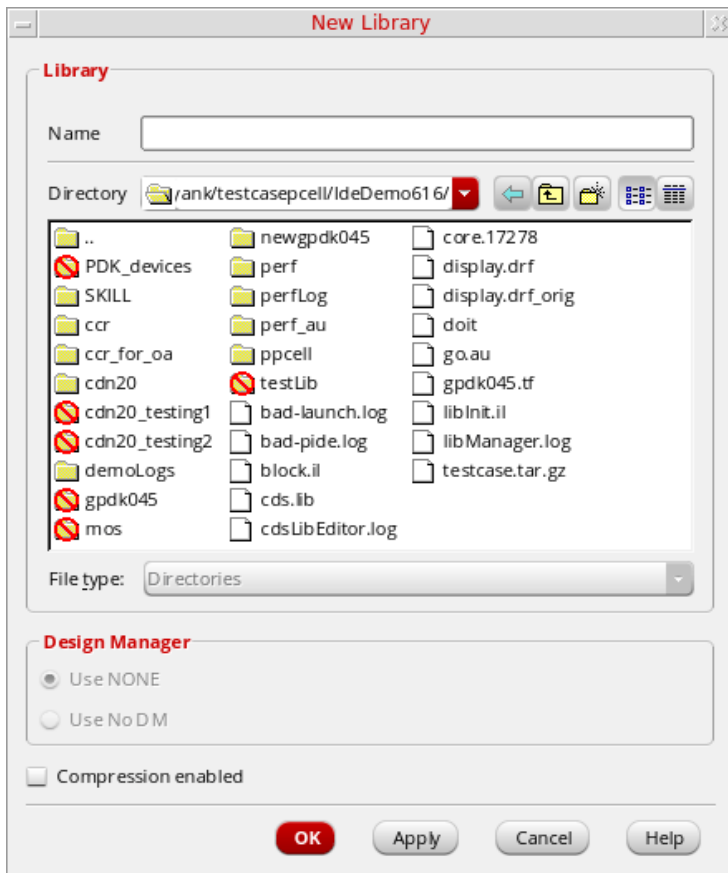 New Library
Library
Name
Directory /ank/testcasepcell/IdeDemo616/
.. newgpdk045 core.17278
PDK_devices perf display.drf
SKILL perfLog display.drf_orig
ccr perf_au doit
ccr_for_oa ppcell go.au
cdn20 testLib gpdk045.tf
cdn20_testing1 bad-launch.log libInit.il
cdn20_testing2 bad-pide.log libManager.log
demoLogs block.il testcase.tar.gz
gpdk045 cds.lib
mos cdsLibEditor.log
File type: Directories
Design Manager
Use NONE
Use No DM
Compression enabled
OK Apply Cancel Help